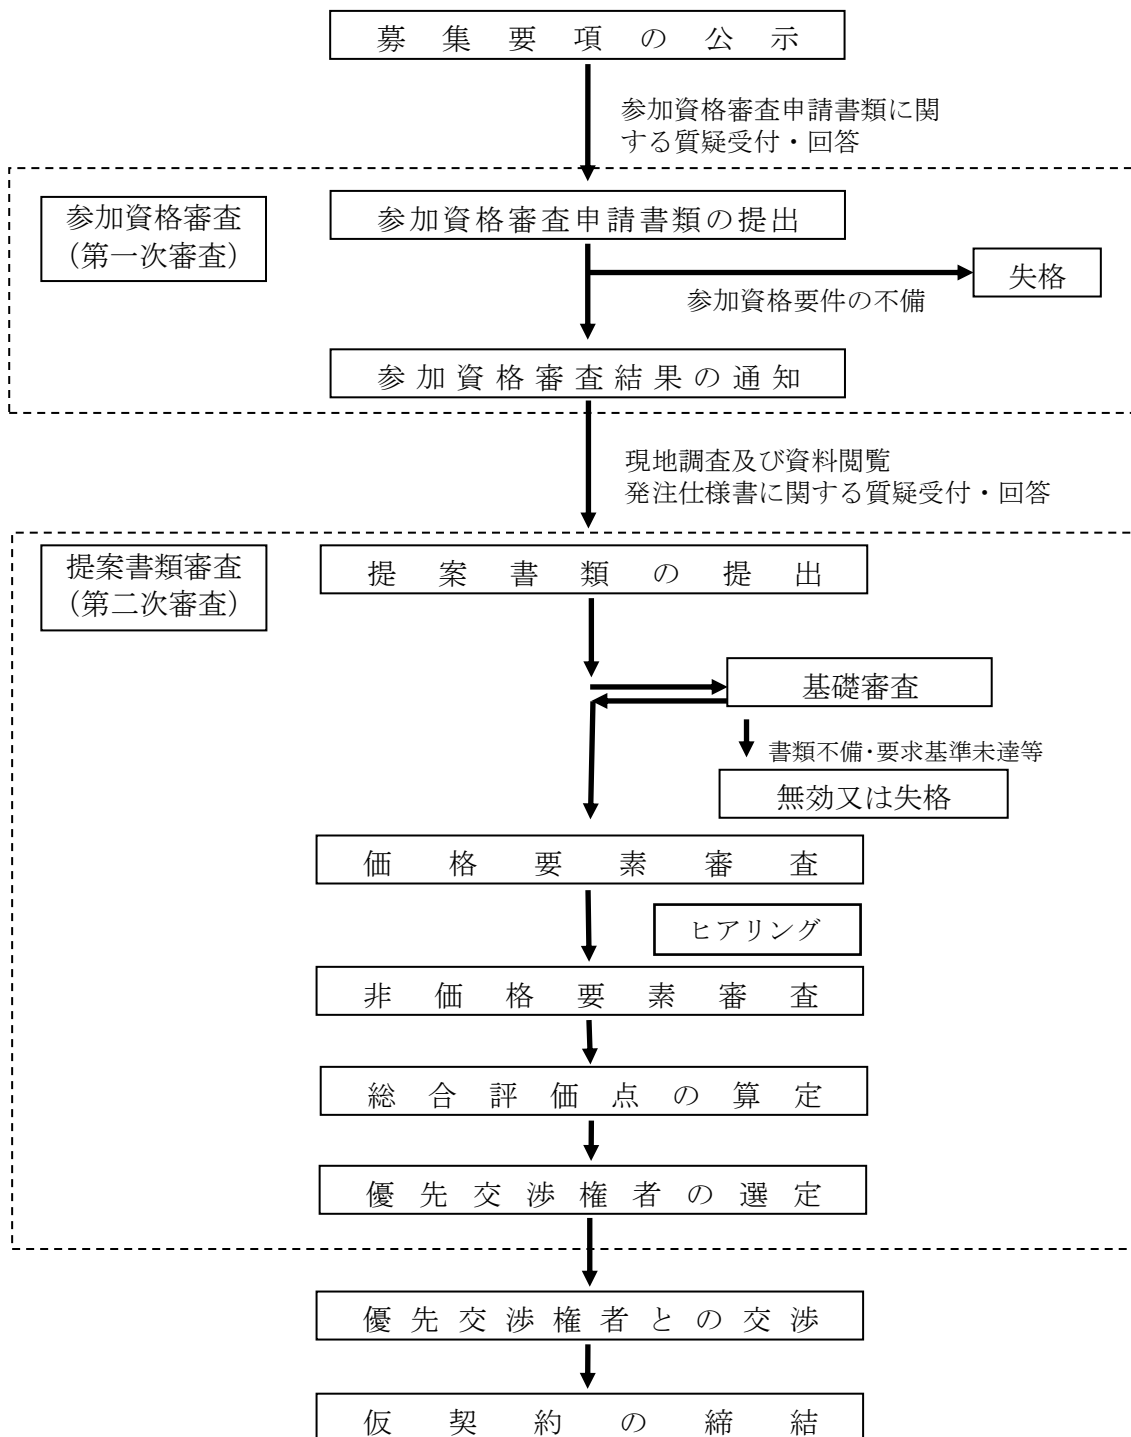 募集要項の公示
参加資格審査申請書類に関
する質疑受付・回答
参加資格審査
（第一次審査）
参加資格審査申請書類の提出
失格
参加資格要件の不備
参加資格審査結果の通知
現地調査及び資料閲覧
発注仕様書に関する質疑受付・回答
提案書類審査
（第二次審査）
提案書類の提出
基礎審査
書類不備・要求基準未達等
無効又は失格
価格要素審査
ヒアリング
非価格要素審査
総合評価点の算定
優先交渉権者の選定
優先交渉権者との交渉
仮契約の締結